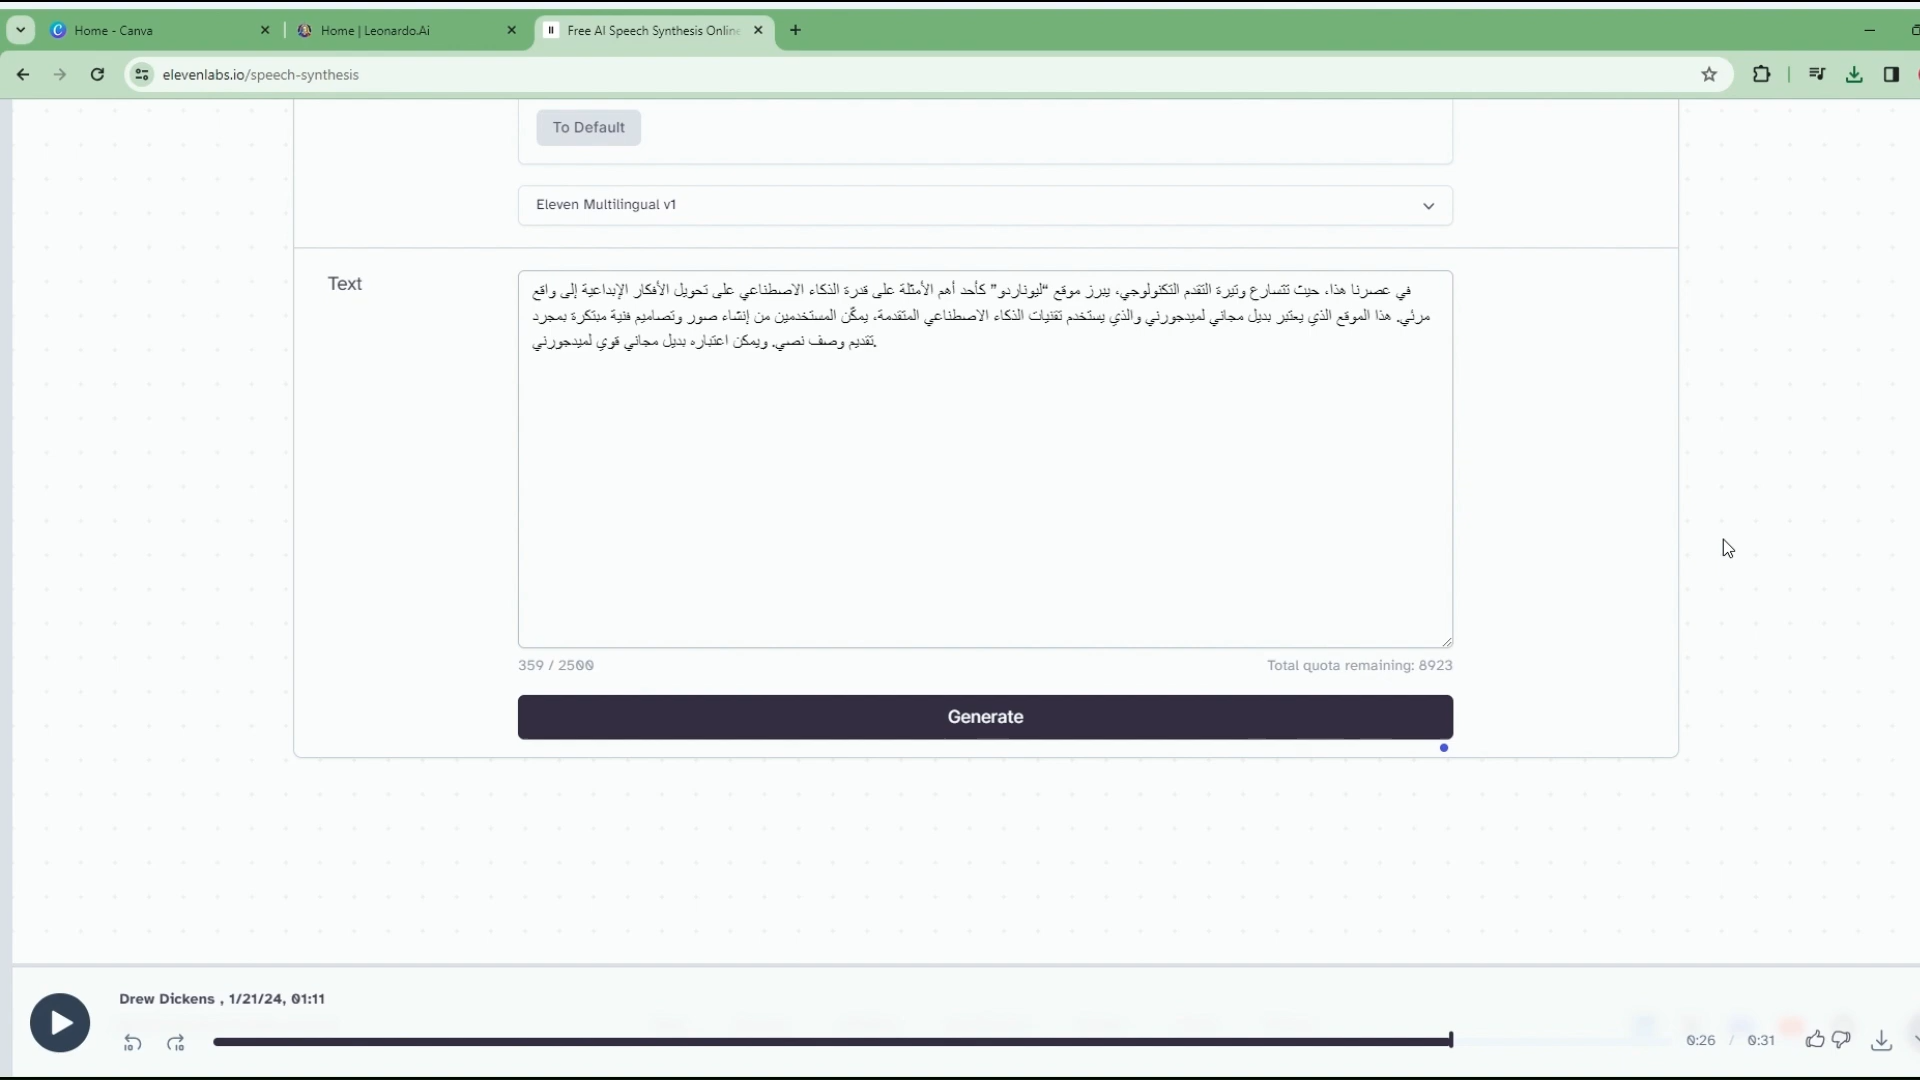 Home - Canva
Home | Leonardo.Ai
Free AI Speech Synthesis Online
elevenlabs.io/speech-synthesis
To Default
Eleven Multilingual v1
Text
في عصرنا هذا، حيث تتسارع وتيرة التقدم التكنولوجي، يبرز موقع "ليوناردو" كأحد أهم الأمثلة على قدرة الذكاء الاصطناعي على تحويل الأفكار الإبداعية إلى واقع
مرئي. هذا الموقع الذي يعتبر بديل مجاني لميدجورني والذي يستخدم تقنيات الذكاء الاصطناعي المتقدمة، يمكّن المستخدمين من إنشاء صور وتصاميم فنية مبتكرة بمجرد
تقديم وصف نصي. ويمكن اعتباره بديل مجاني قوي لميدجورني.
359 / 2500
Total quota remaining: 8923
Generate
Drew Dickens , 1/21/24, 01:11
10
10
0:26 / 0:31